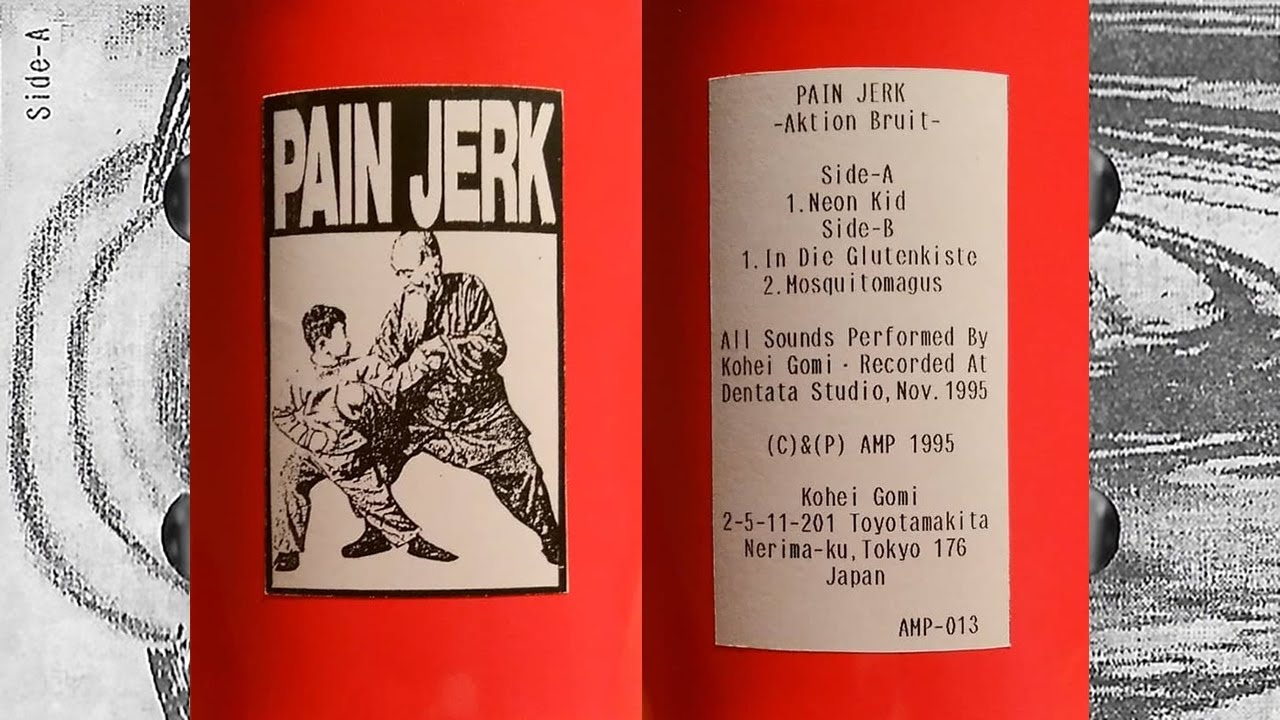 Side-A
PAIN JERK
PAIN JERK
-Aktion Bruit-
Side-A
1.Neon Kid
Side-B
1.In Die Glutenkiste
2.Mosquitomagus
All Sounds Performed By
Kohei Gomi · Recorded At
Dentata Studio, Nov. 1995
(C)&(P) AMP 1995
Kohei Gomi
2-5-11-201 Toyotamakita
Nerima-ku, Tokyo 176
Japan
AMP-013